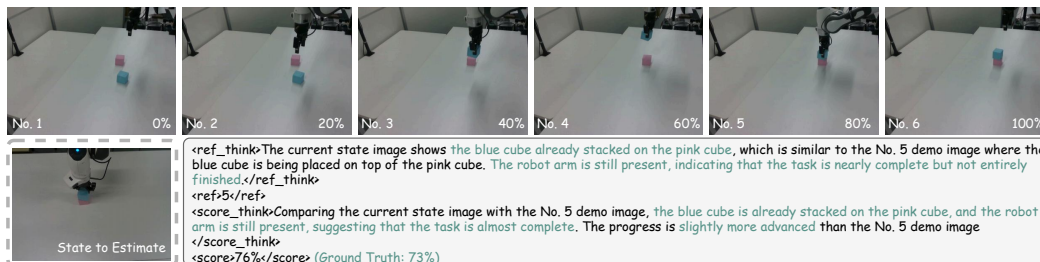 No. 1 0%
No. 2 20%
No. 3 40%
No. 4 60%
No. 5 80%
No. 6 100%
State to Estimate
<ref_think>The current state image shows the blue cube already stacked on the pink cube, which is similar to the No. 5 demo image where the
blue cube is being placed on top of the pink cube. The robot arm is still present, indicating that the task is nearly complete but not entirely
finished.</ref_think>
<ref>5</ref>
<score_think>Comparing the current state image with the No. 5 demo image, the blue cube is already stacked on the pink cube, and the robot
arm is still present, suggesting that the task is almost complete. The progress is slightly more advanced than the No. 5 demo image
</score_think>
<score>76%</score> (Ground Truth: 73%)